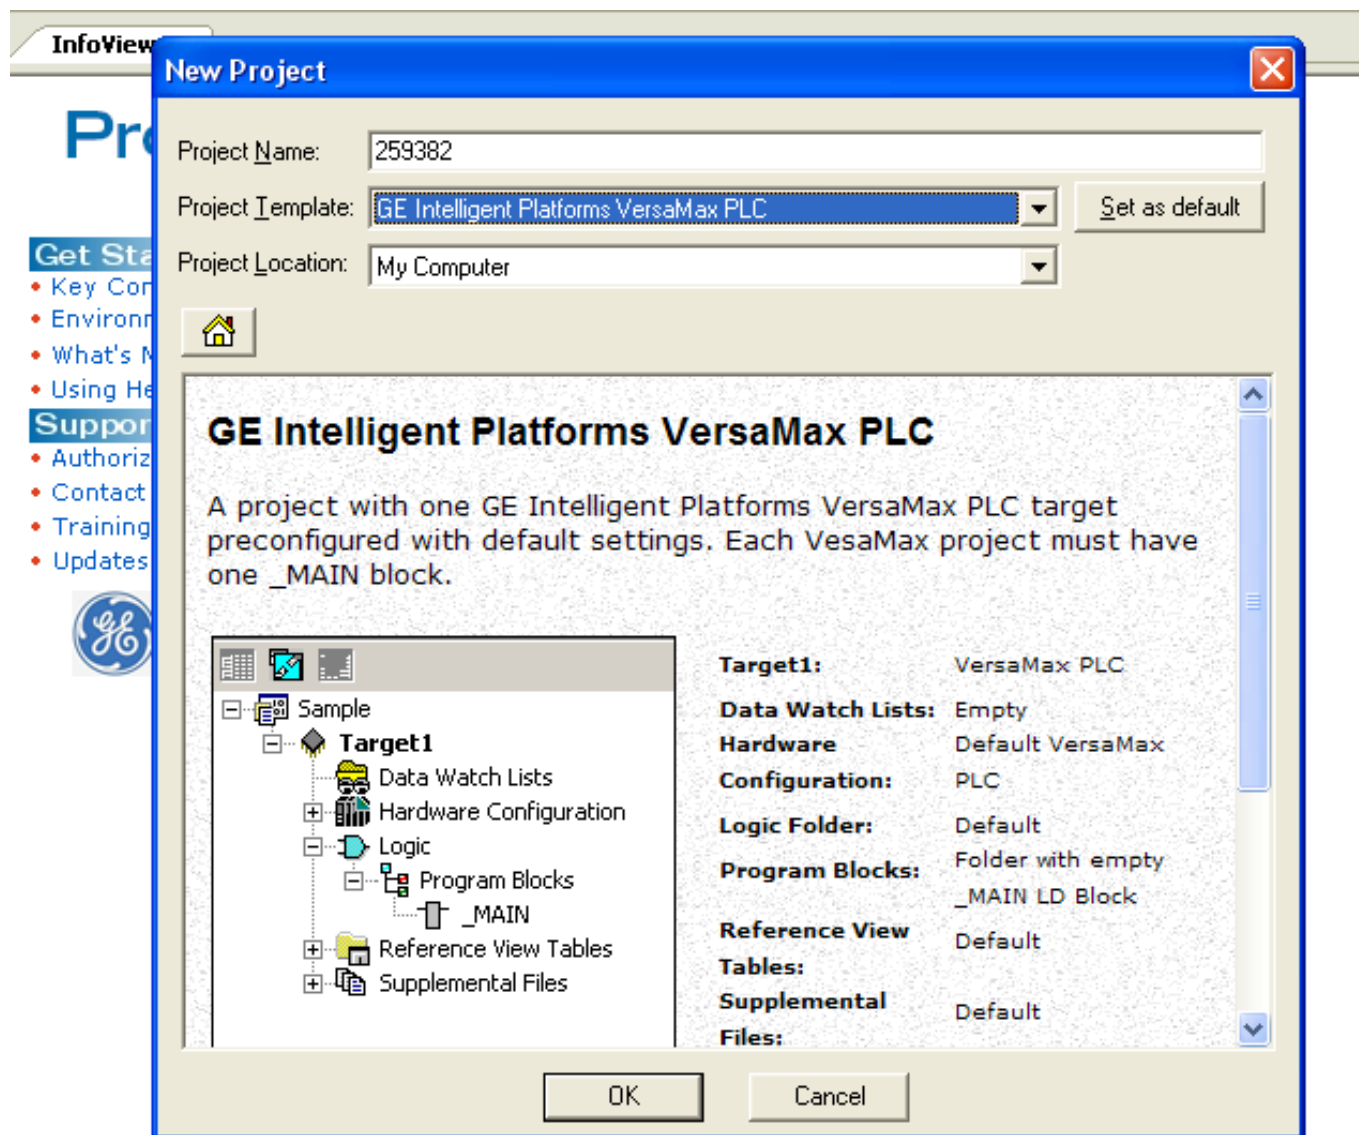 InfoView
New Project
Pr
Project Name:
259382
Project Template:
GE Intelligent Platforms VersaMax PLC
Set as default
Project Location:
My Computer
Get Sta
• Key Con
• Environ
• What's N
• Using He
Suppor
• Authoriz
• Contact
• Training
• Updates
GE
GE Intelligent Platforms VersaMax PLC
A project with one GE Intelligent Platforms VersaMax PLC target
preconfigured with default settings. Each VesaMax project must have
one _MAIN block.
Sample
Target1
Data Watch Lists
Hardware Configuration
Logic
Program Blocks
_MAIN
Reference View Tables
Supplemental Files
Target1: VersaMax PLC
Data Watch Lists: Empty
Hardware Default VersaMax
Configuration: PLC
Logic Folder: Default
Program Blocks: Folder with empty
_MAIN LD Block
Reference View
Tables: Default
Supplemental
Files: Default
OK
Cancel